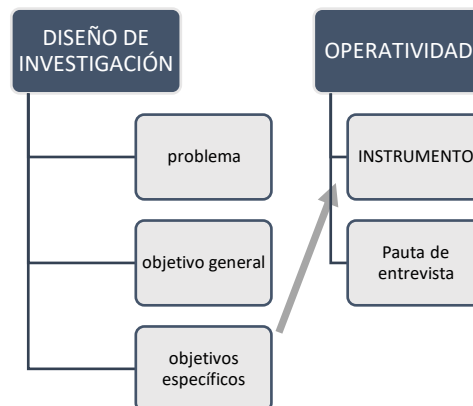 DISEÑO DE
INVESTIGACIÓN
problema
objetivo general
objetivos
específicos
OPERATIVIDAD
INSTRUMENTO
Pauta de
entrevista